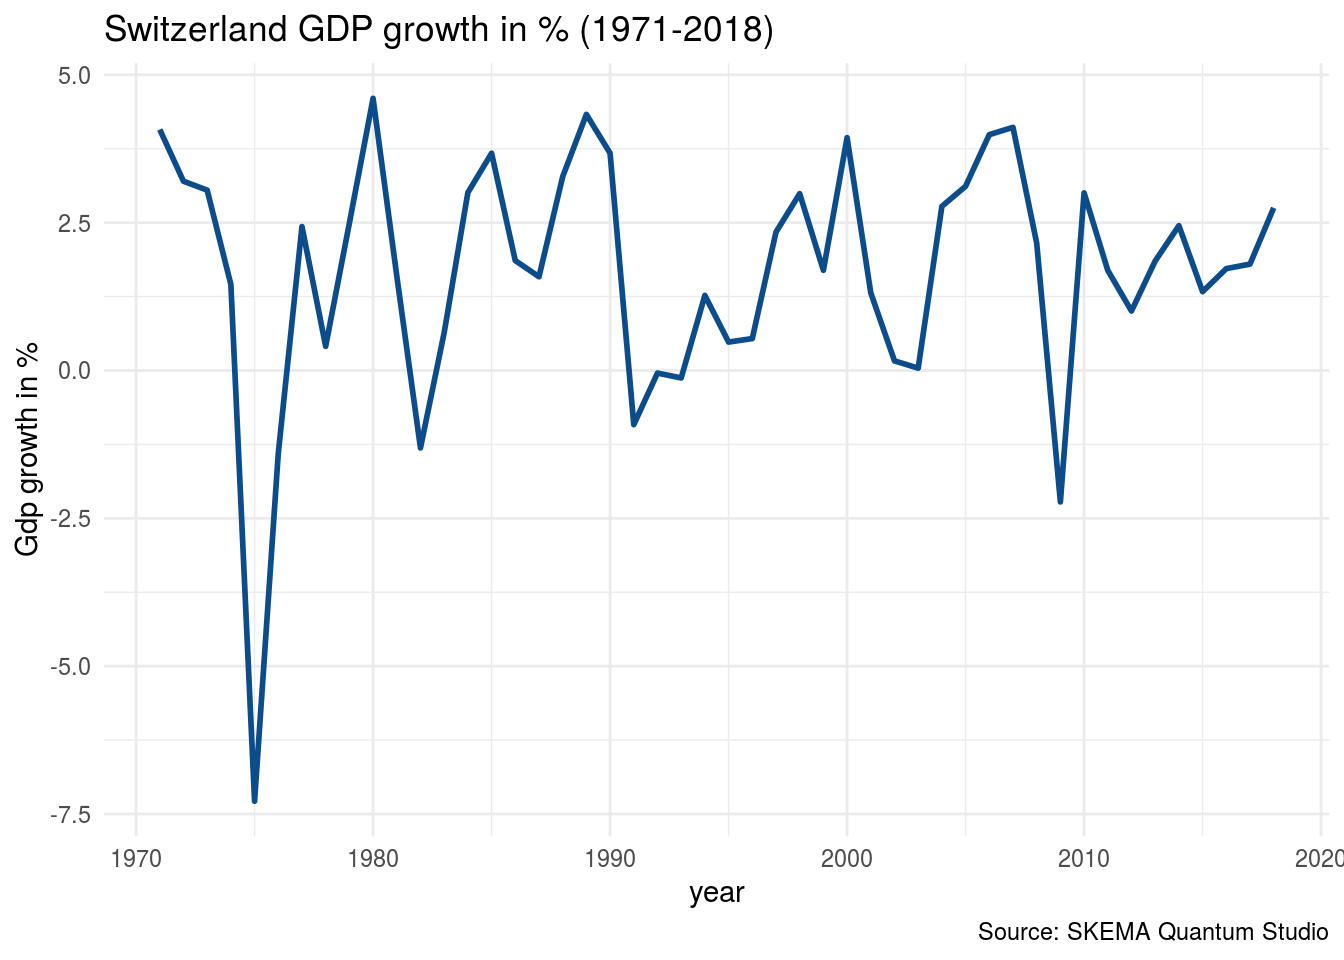 Switzerland GDP growth in % (1971-2018)
Gdp growth in %
5.0
2.5
0.0
-2.5
-5.0
-7.5
1970 1980 1990 2000 2010 2020
year
Source: SKEMA Quantum Studio